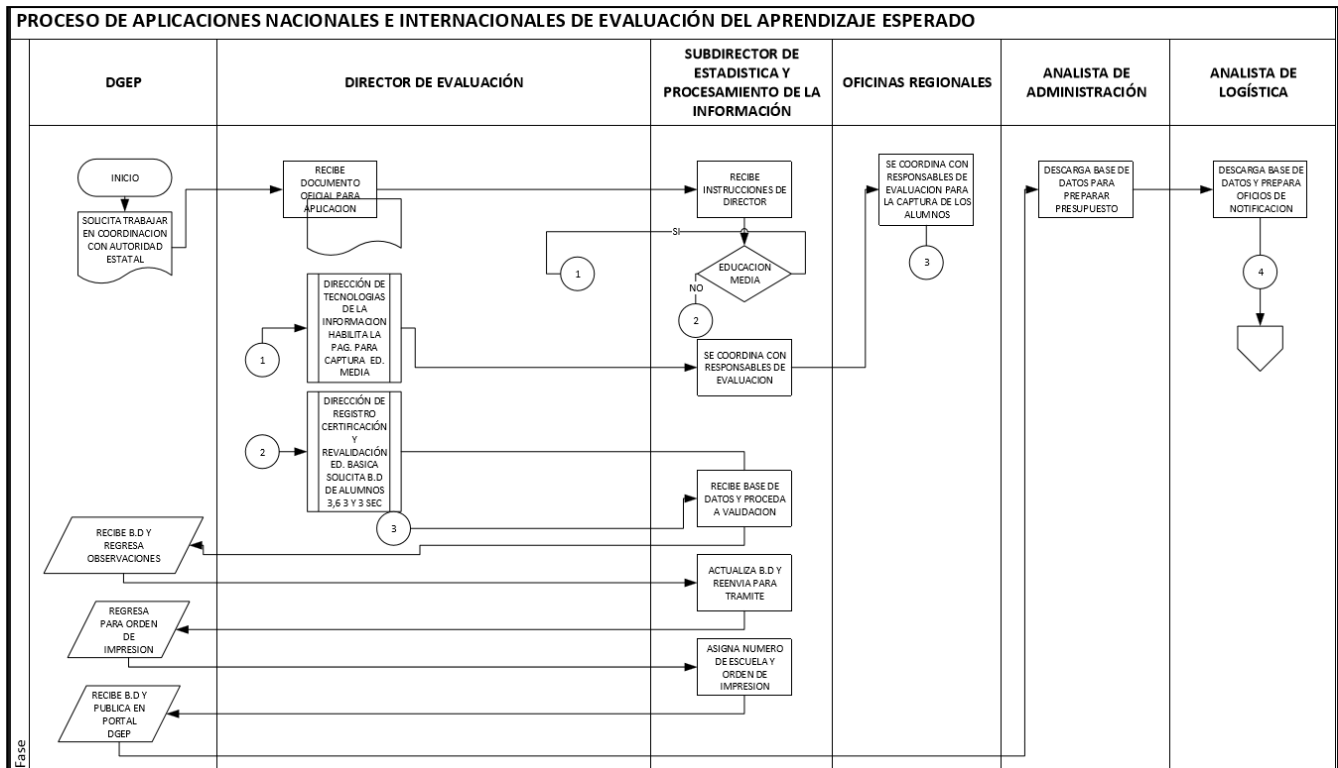 PROCESO DE APLICACIONES NACIONALES E INTERNACIONALES DE EVALUACIÓN DEL APRENDIZAJE ESPERADO
DGEP
DIRECTOR DE EVALUACIÓN
SUBDIRECTOR DE
ESTADISTICA Y
PROCESAMIENTO DE LA
INFORMACIÓN
OFICINAS REGIONALES
ANALISTA DE
ADMINISTRACIÓN
ANALISTA DE
LOGÍSTICA
INICIO
SOLICITA TRABAJAR
EN COORDINACION
CON AUTORIDAD
ESTATAL
RECIBE
DOCUMENTO
OFICIAL PARA
APLICACION
RECIBE
INSTRUCCIONES DE
DIRECTOR
SE COORDINA CON
RESPONSABLES DE
EVALUACION PARA
LA CAPTURA DE LOS
ALUMNOS
DESCARGA BASE DE
DATOS PARA
PREPARAR
PRESUPUESTO
DESCARGA BASE DE
DATOS Y PREPARA
OFICIOS DE
NOTIFICACION
SI
1
EDUCACION
MEDIA
NO
2
3
4
1
DIRECCIÓN DE
TECNOLOGIAS
DE LA
INFORMACION
HABILITA LA
PAG. PARA
CAPTURA ED.
MEDIA
SE COORDINA CON
RESPONSABLES DE
EVALUACION
2
DIRECCIÓN DE
REGISTRO
CERTIFICACIÓN
Y
REVALIDACIÓN
ED. BASICA
SOLICITA B.D
DE ALUMNOS
3,6 3 Y 3 SEC
3
RECIBE BASE DE
DATOS Y PROCEDA
A VALIDACION
RECIBE B.D Y
REGRESA
OBSERVACIONES
ACTUALIZA B.D Y
REENVIA PARA
TRAMITE
REGRESA
PARA ORDEN
DE
IMPRESION
ASIGNA NUMERO
DE ESCUELA Y
ORDEN DE
IMPRESION
RECIBE B.D Y
PUBLICA EN
PORTAL
DGEP
Fase